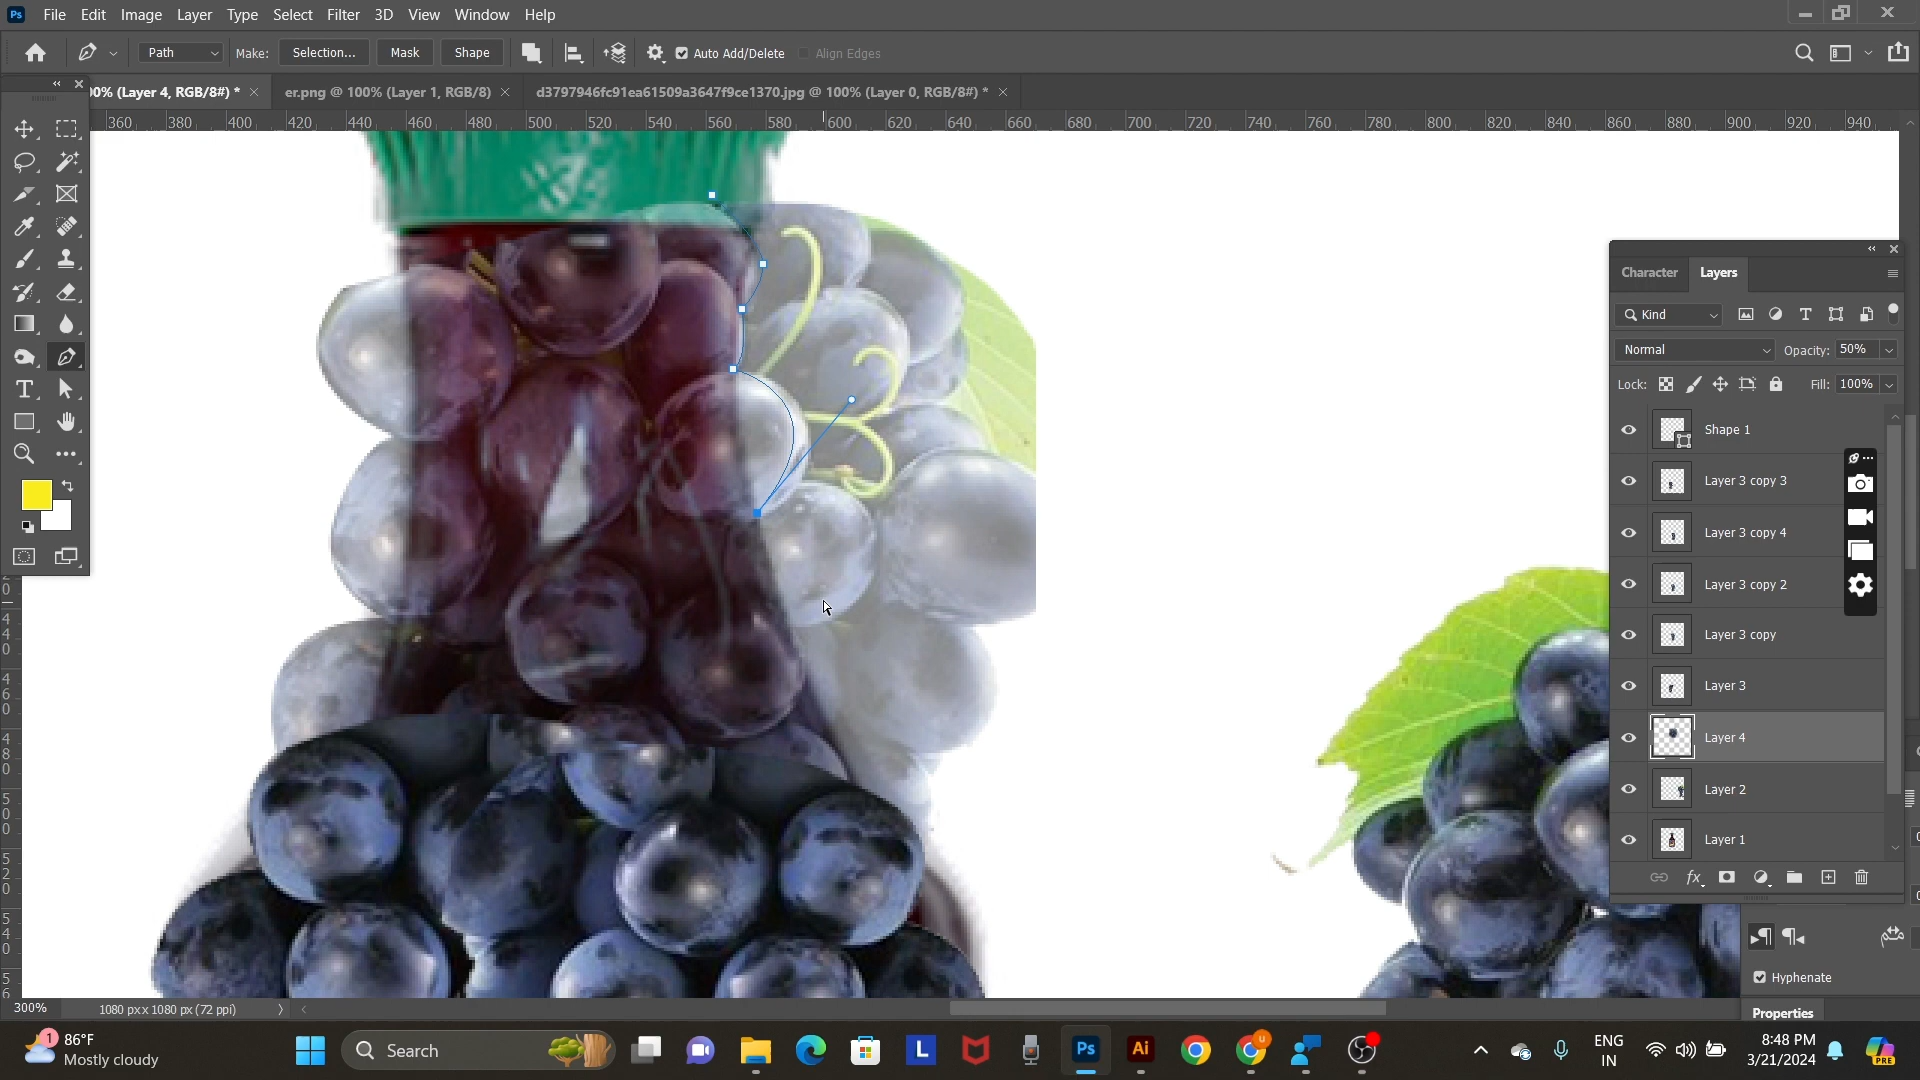 File Edit Image Layer Type Select Filter 3D View Window Help
Path Make: Selection... Mask Shape Auto Add/Delete Align Edges
00% (Layer 4, RGB/8#) * er.png @ 100% (Layer 1, RGB/8) d3797946fc91ea61509a3647f9ce1370.jpg @ 100% (Layer 0, RGB/8#) *
360 380 400 420 440 460 480 500 520 540 560 580 600 620 640 660 680 700 720 740 760 780 800 820 840 860 880 900 920 940
Character Layers
Kind
Normal Opacity: 50%
Lock: Fill: 100%
Shape 1
Layer 3 copy 3
Layer 3 copy 4
Layer 3 copy 2
Layer 3 copy
Layer 3
Layer 4
Layer 2
Layer 1
Hyphenate
Properties
300% 1080 px x 1080 px (72 ppi)
86°F
Mostly cloudy
Search
ENG
IN
8:48 PM
3/21/2024